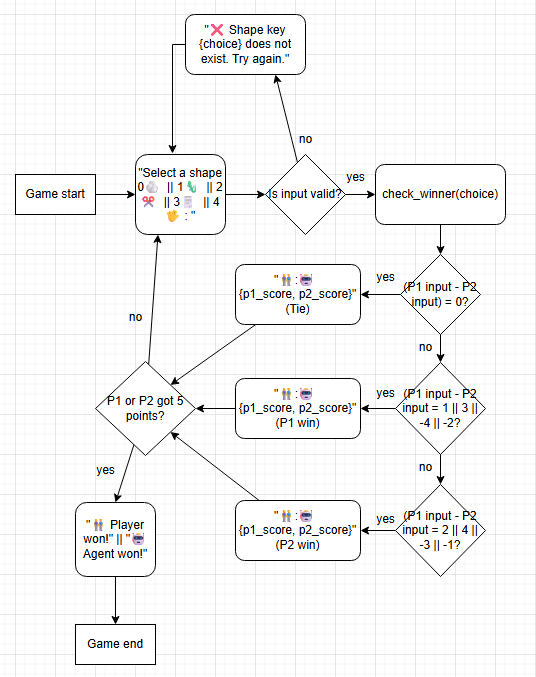 "❌ Shape key
{choice} does not
exist. Try again."
no
"Select a shape
0🪨 || 1🦎 || 2
✂️ || 3📜 || 4
🖖 : "
Game start
Is input valid?
yes
check_winner(choice)
"👫 : 🤖
{p1_score, p2_score}"
(Tie)
yes
(P1 input - P2
input) = 0?
no
no
P1 or P2 got 5
points?
"👫 : 🤖
{p1_score, p2_score}"
(P1 win)
yes
(P1 input - P2
input = 1 || 3 ||
-4 || -2?
no
yes
"👫 Player
won!" || "🤖
Agent won!"
"👫 : 🤖
{p1_score, p2_score}"
(P2 win)
yes
(P1 input - P2
input = 2 || 4 ||
-3 || -1?
Game end